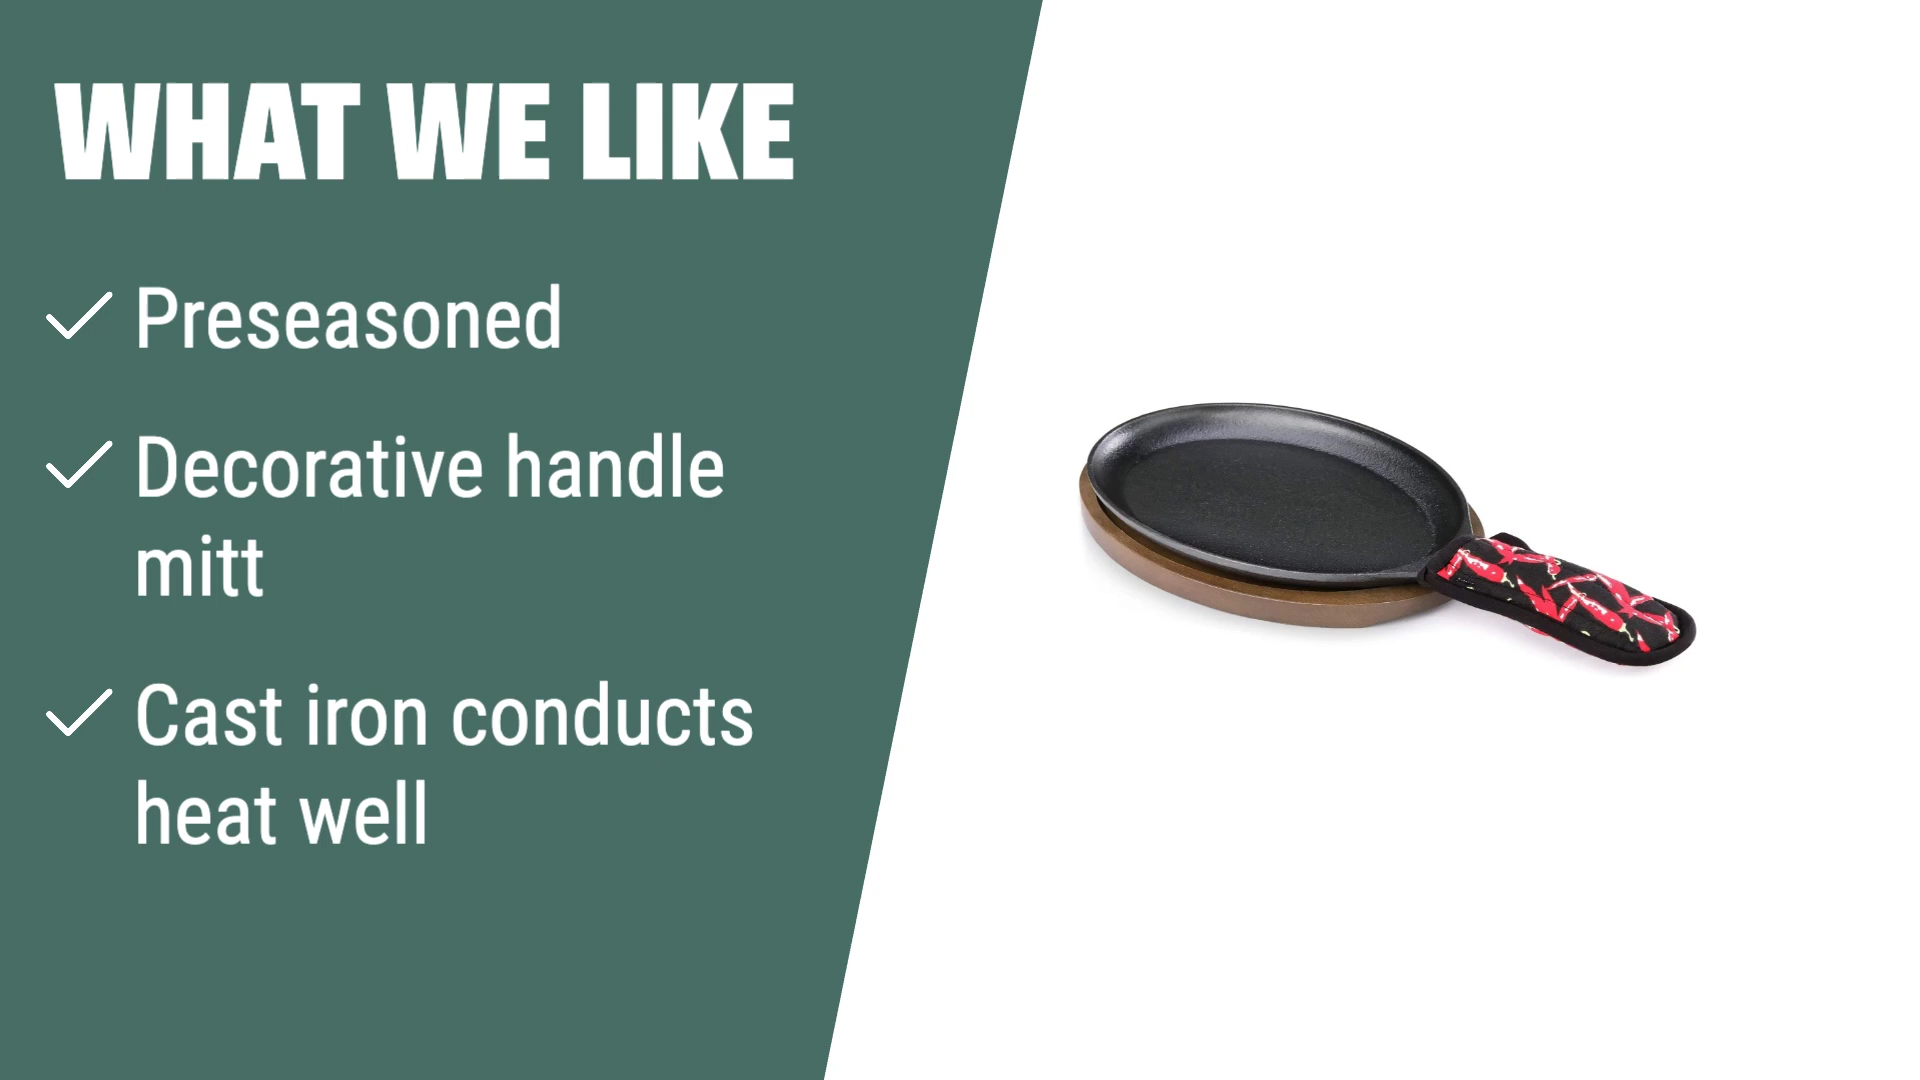 WHAT WE LIKE
Preseasoned
Decorative handle
mitt
Cast iron conducts
heat well